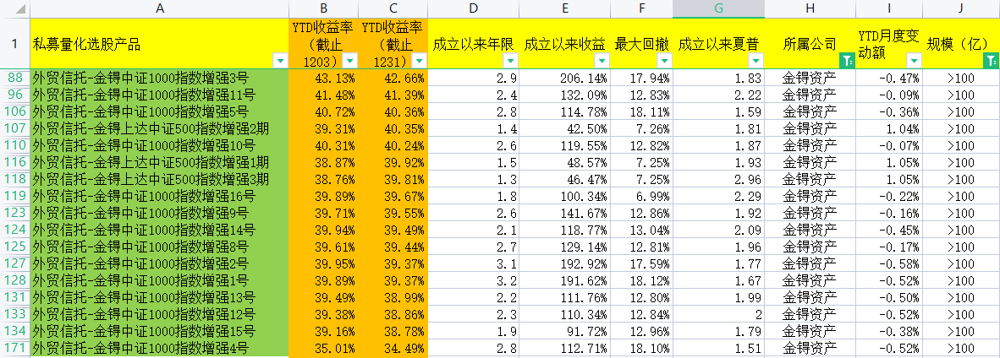 A B C D E F G H I J
1 私募量化选股产品 YTD收益率（截止1203） YTD收益率（截止1231） 成立以来年限 成立以来收益 最大回撤 成立以来夏普 所属公司 YTD月度变动额 规模（亿）
88 外贸信托-金锝中证1000指数增强3号 43.13% 42.66% 2.9 206.14% 17.94% 1.83 金锝资产 -0.47% >100
96 外贸信托-金锝中证1000指数增强11号 41.48% 41.39% 2.4 132.09% 12.83% 2.22 金锝资产 -0.09% >100
106 外贸信托-金锝中证1000指数增强5号 40.72% 40.36% 2.8 114.78% 18.11% 1.59 金锝资产 -0.36% >100
107 外贸信托-金锝上达中证500指数增强2期 39.31% 40.35% 1.4 42.50% 7.26% 1.81 金锝资产 1.04% >100
110 外贸信托-金锝中证1000指数增强10号 40.31% 40.24% 2.6 119.55% 12.82% 1.87 金锝资产 -0.07% >100
116 外贸信托-金锝上达中证500指数增强1期 38.87% 39.92% 1.5 48.57% 7.25% 1.93 金锝资产 1.05% >100
118 外贸信托-金锝上达中证500指数增强3期 38.76% 39.81% 1.3 46.47% 7.25% 2.96 金锝资产 1.05% >100
119 外贸信托-金锝中证1000指数增强16号 39.89% 39.67% 1.8 100.34% 6.99% 2.29 金锝资产 -0.22% >100
123 外贸信托-金锝中证1000指数增强9号 39.71% 39.55% 2.6 141.67% 12.86% 1.92 金锝资产 -0.16% >100
124 外贸信托-金锝中证1000指数增强14号 39.94% 39.49% 2.1 118.77% 13.04% 2.09 金锝资产 -0.45% >100
125 外贸信托-金锝中证1000指数增强8号 39.61% 39.44% 2.7 129.14% 12.81% 1.96 金锝资产 -0.17% >100
127 外贸信托-金锝中证1000指数增强2号 39.95% 39.37% 3.1 192.92% 17.59% 1.77 金锝资产 -0.58% >100
128 外贸信托-金锝中证1000指数增强1号 39.89% 39.37% 3.2 191.62% 18.12% 1.67 金锝资产 -0.52% >100
131 外贸信托-金锝中证1000指数增强13号 39.49% 38.99% 2.2 111.76% 12.80% 1.99 金锝资产 -0.50% >100
133 外贸信托-金锝中证1000指数增强12号 39.38% 38.86% 2.3 110.34% 12.84% 2 金锝资产 -0.52% >100
134 外贸信托-金锝中证1000指数增强15号 39.16% 38.78% 1.9 91.72% 12.96% 1.79 金锝资产 -0.38% >100
171 外贸信托-金锝中证1000指数增强4号 35.01% 34.49% 2.8 112.71% 18.10% 1.51 金锝资产 -0.52% >100